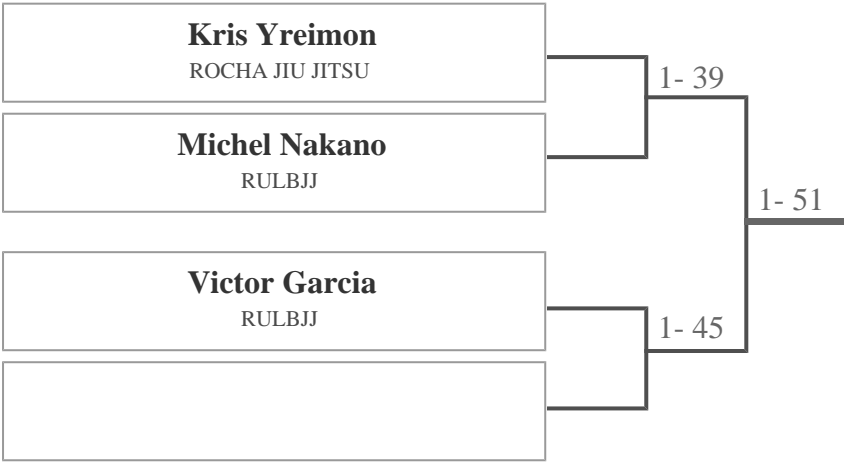 Kris Yreimon
ROCHA JIU JITSU
1- 39
Michel Nakano
RULBJJ
1- 51
Victor Garcia
RULBJJ
1- 45